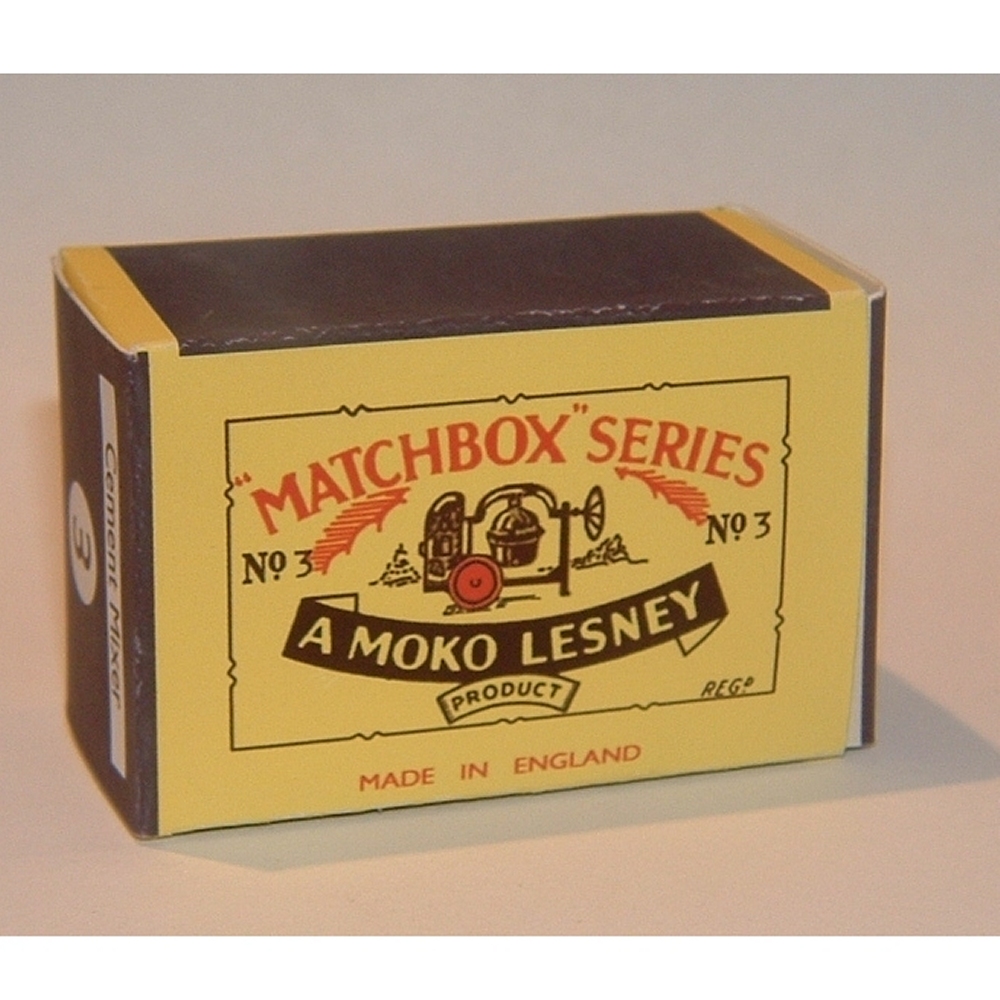 "MATCHBOX" SERIES
Nº 3
Nº 3
A MOKO LESNEY
PRODUCT
REGD
MADE IN ENGLAND
Cement Mixer
3